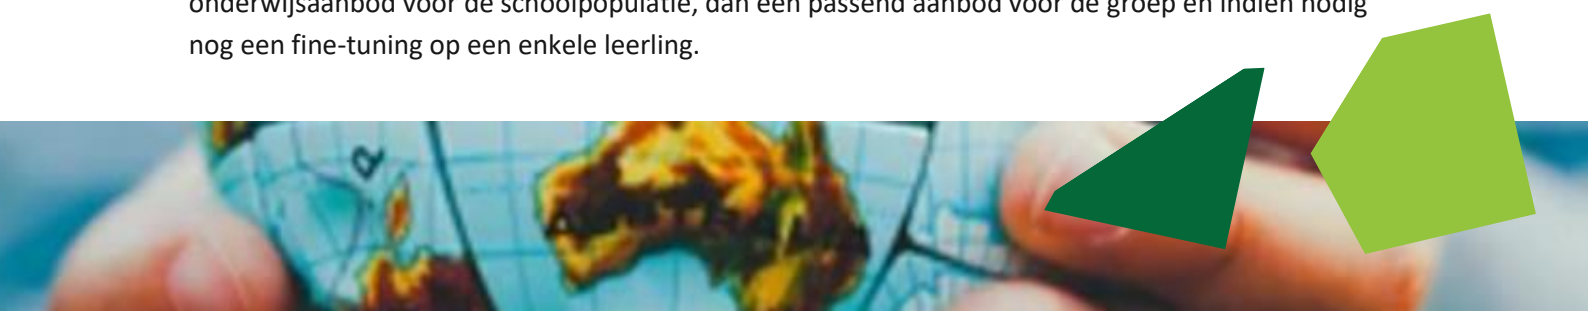 onderwijsaanbod voor de schoolpopulatie, dan een passend aanbod voor de groep en indien nodig
nog een fine-tuning op een enkele leerling.